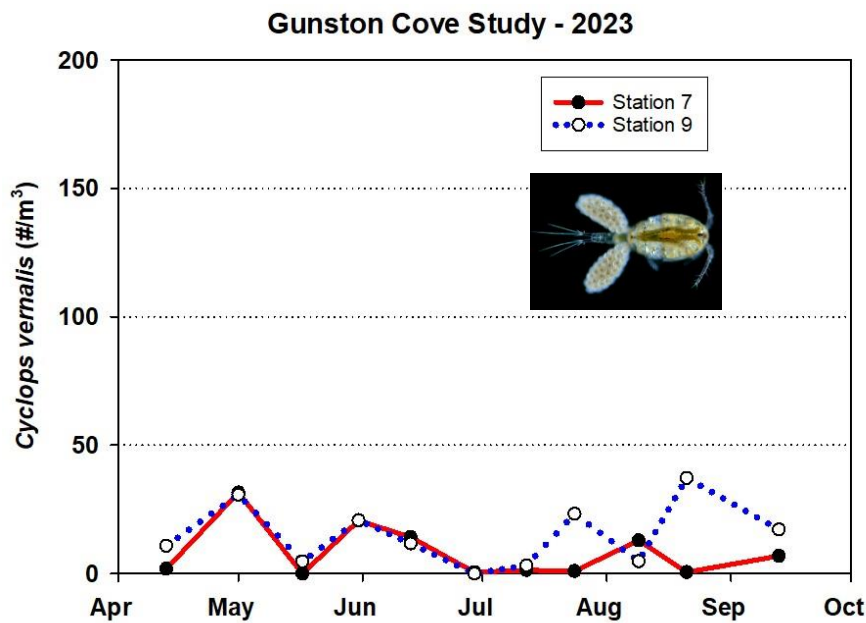 Gunston Cove Study - 2023
200
150
100
50
0
Cyclops vernalis (#/m³)
Station 7
Station 9
Apr May Jun Jul Aug Sep Oct